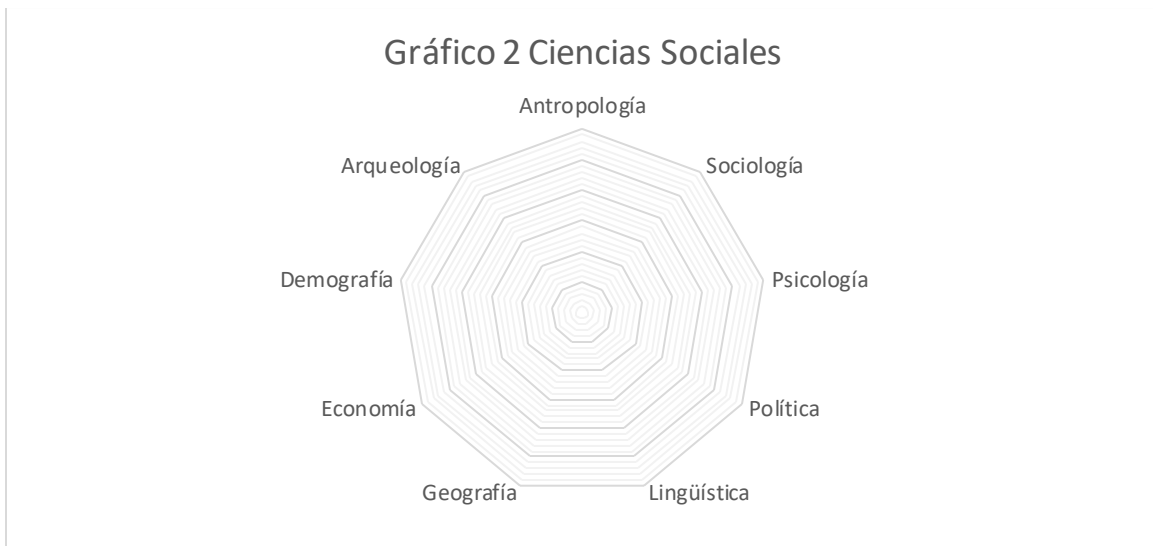 Gráfico 2 Ciencias Sociales
Antropología
Arqueología
Sociología
Demografía
Psicología
Economía
Política
Geografía
Lingüística